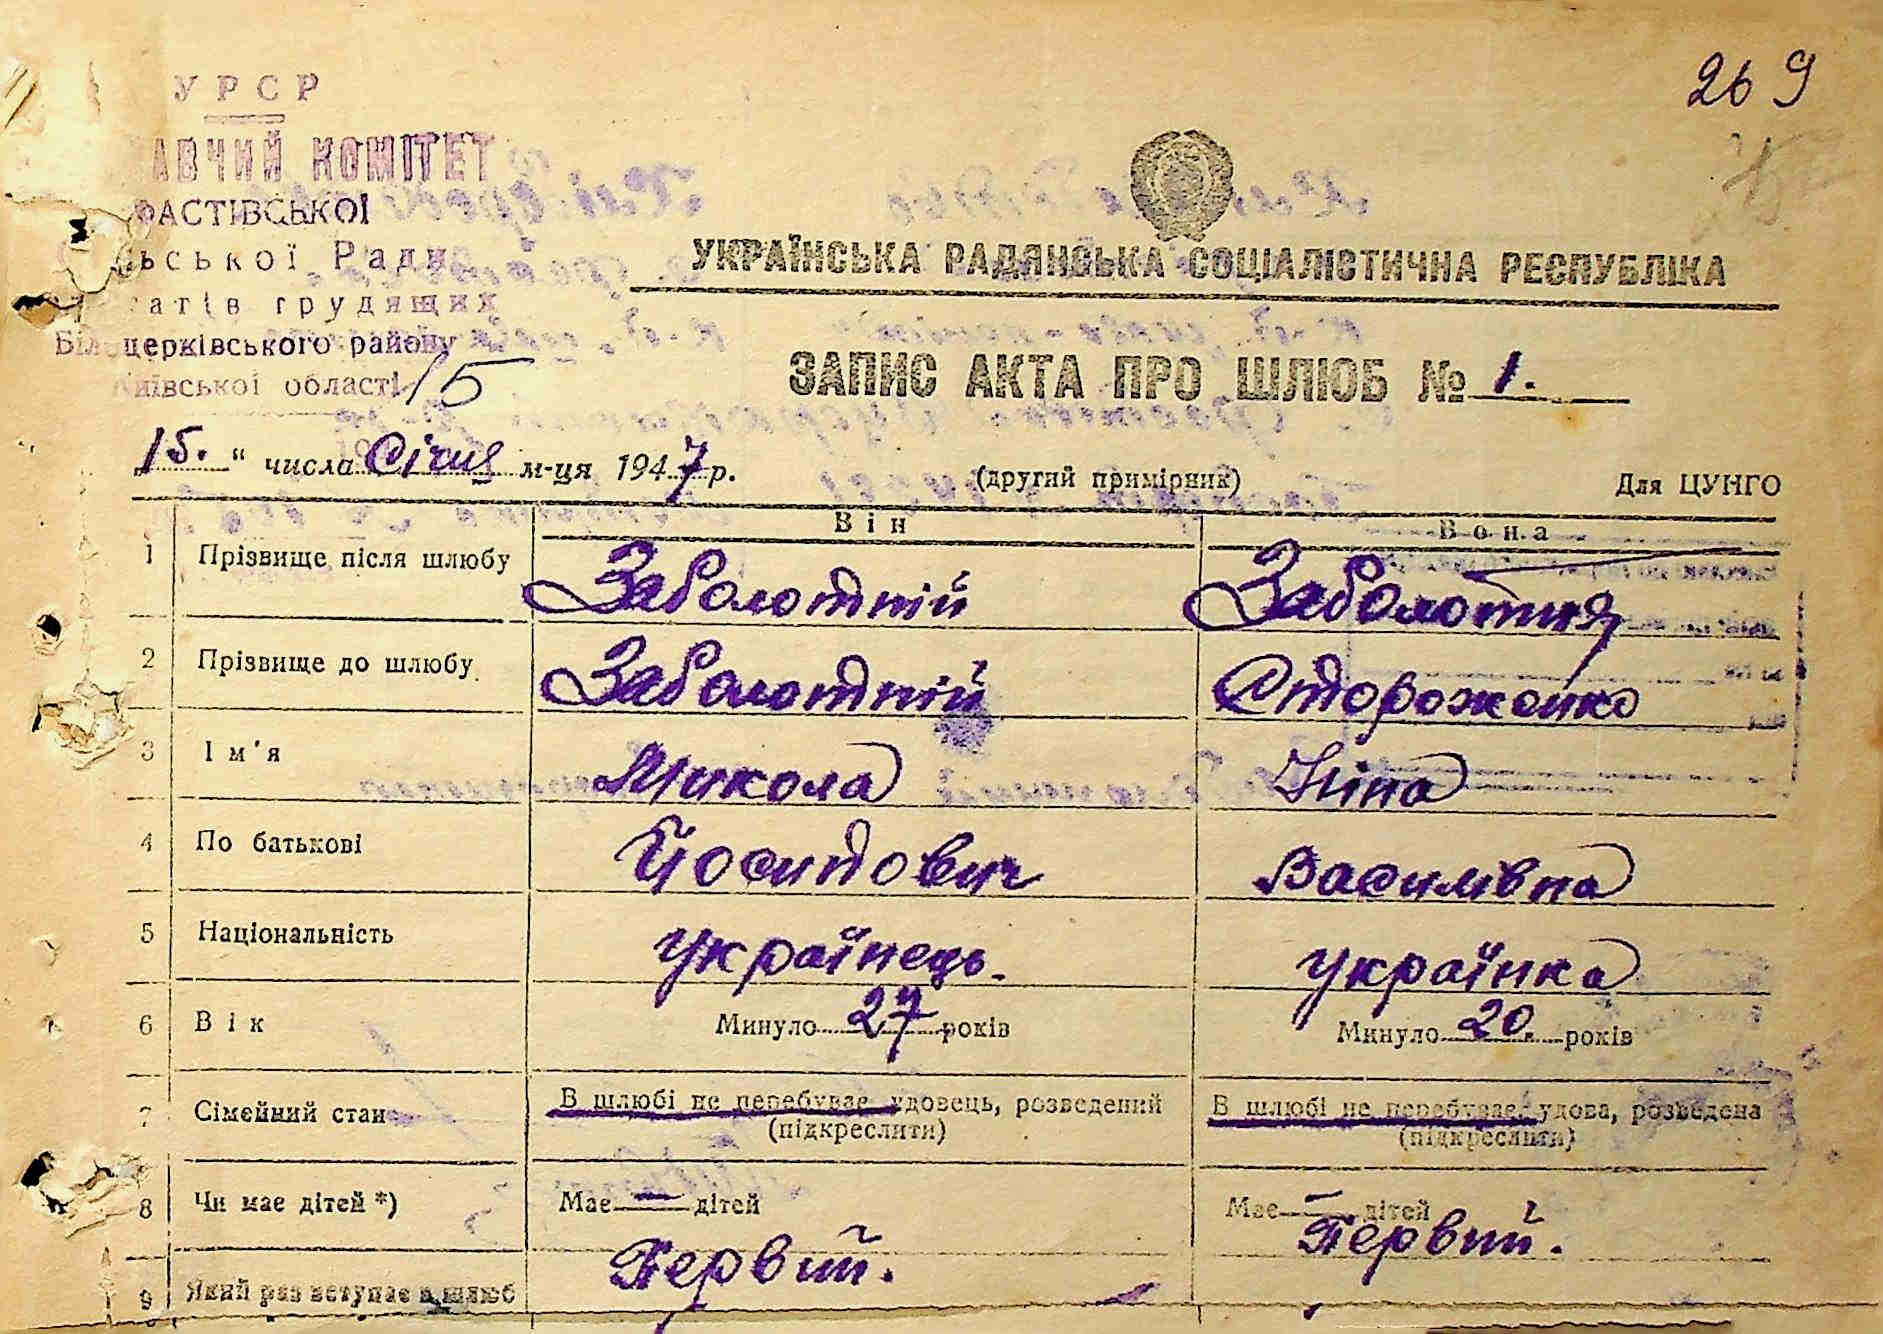 УРСР
269
АВЧИЙ КОМІТЕТ
ФАСТІВСЬКОЇ
ської Ради
атів трудящих
Білоцерківського району
Київської області
15
УКРАЇНСЬКА РАДЯНСЬКА СОЦІАЛІСТИЧНА РЕСПУБЛІКА
ЗАПИС АКТА ПРО ШЛЮБ № 1.
„15.“ числа Січня м-ця 1947 р.
(другий примірник)
Для ЦУНГО
Він Вона
1 Прізвище після шлюбу Заболотній Заболотня
2 Прізвище до шлюбу Заболотній Стороженко
3 Ім'я Микола Ніна
4 По батькові Йосипович Василівна
5 Національність українець. українка
6 Вік Минуло 27 років Минуло 20. років
7 Сімейний стан В шлюбі не перебуває, удовець, розведений В шлюбі не перебуває, удова, розведена
(підкреслити) (підкреслити)
8 Чи має дітей *) Має — дітей Має — дітей
9 Який раз вступає в шлюб Первий. Первий.